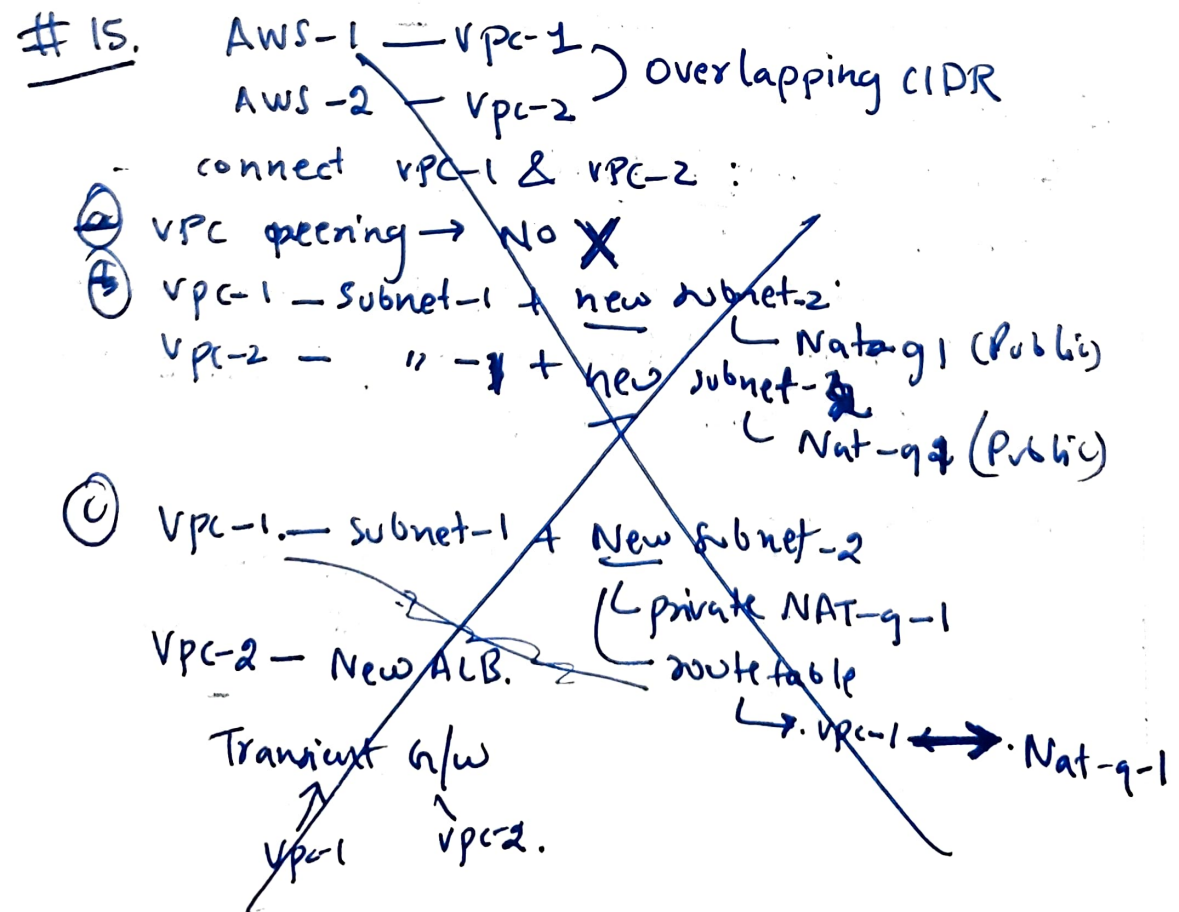 # 15. AWS-1 — Vpc-1
AWS-2 — Vpc-2
overlapping CIDR
connect VPC-1 & VPC-2 :
a VPC peering → NO X
b Vpc-1 — Subnet-1 + new subnet-2
Nat-g1 (Public)
Vpc-2 — " -1 + new subnet-2
Nat-g1 (Public)
C Vpc-1. — Subnet-1 + New Subnet-2
private NAT-g-1
Vpc-2 — New ALB.
route table
→ . VPC-1 ↔ . Nat-g-1
G/W
Vpc-1 Vpc-2.